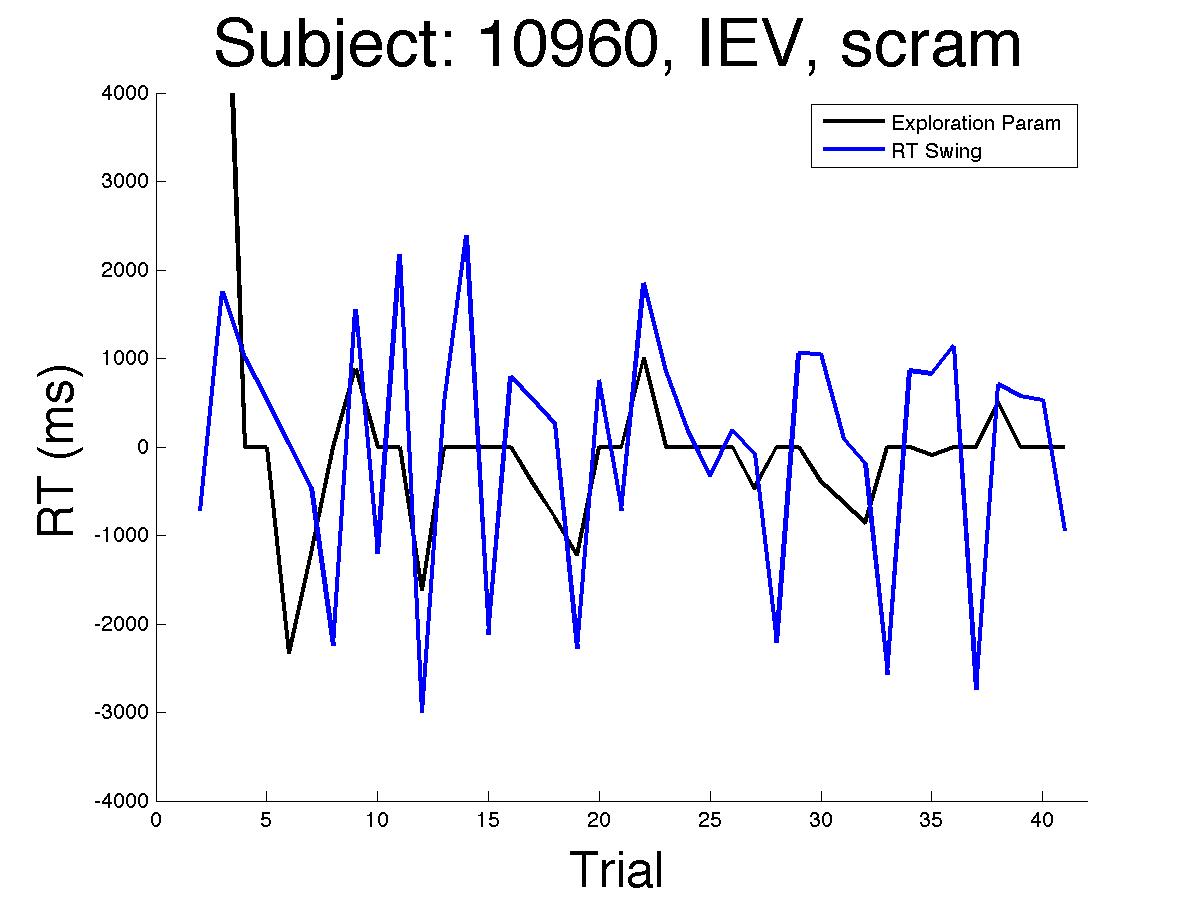 Subject: 10960, IEV, scram
Exploration Param
RT Swing
4000
3000
2000
1000
0
-1000
-2000
-3000
-4000
RT (ms)
0 5 10 15 20 25 30 35 40
Trial